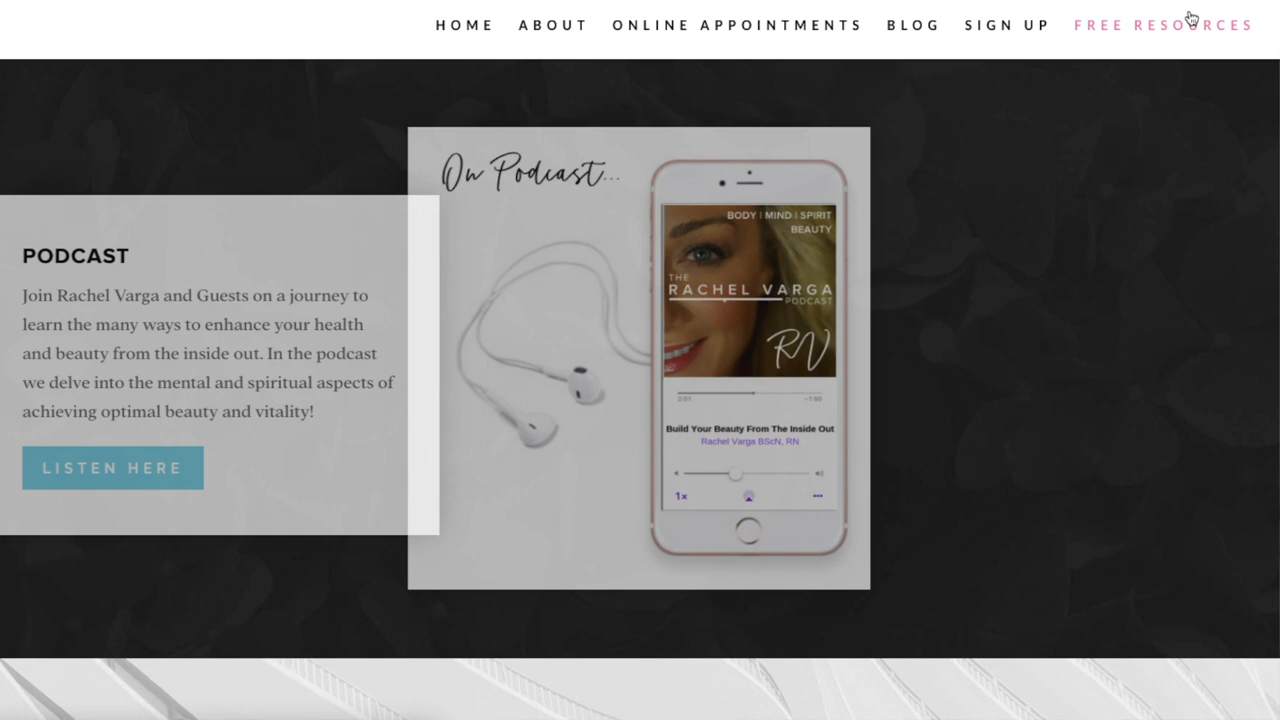 HOME ABOUT ONLINE APPOINTMENTS BLOG SIGN UP FREE RESOURCES
On Podcast...
PODCAST
Join Rachel Varga and Guests on a journey to
learn the many ways to enhance your health
and beauty from the inside out. In the podcast
we delve into the mental and spiritual aspects of
achieving optimal beauty and vitality!
LISTEN HERE
BODY | MIND | SPIRIT
BEAUTY
THE
RACHEL VARGA
PODCAST
RV
2:01
Build Your Beauty From The Inside Out
Rachel Varga BScN, RN
1x